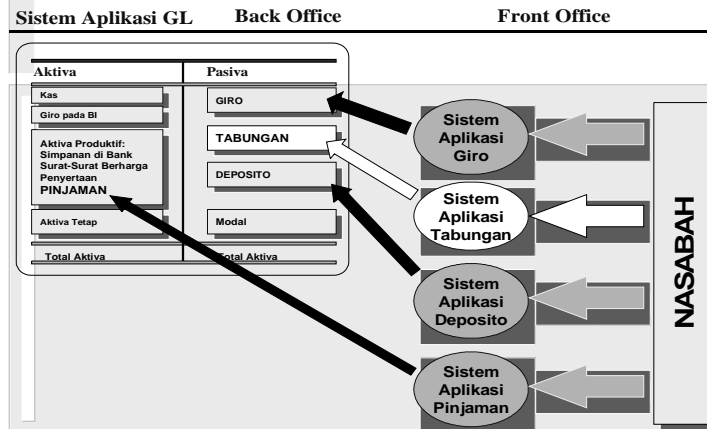 Sistem Aplikasi GL Back Office Front Office
Aktiva Pasiva
Kas
Giro pada BI
Aktiva Produktif:
Simpanan di Bank
Surat-Surat Berharga
Penyertaan
PINJAMAN
Aktiva Tetap
Total Aktiva
GIRO
TABUNGAN
DEPOSITO
Modal
Total Aktiva
Sistem
Aplikasi
Giro
Sistem
Aplikasi
Tabungan
Sistem
Aplikasi
Deposito
Sistem
Aplikasi
Pinjaman
NASABAH